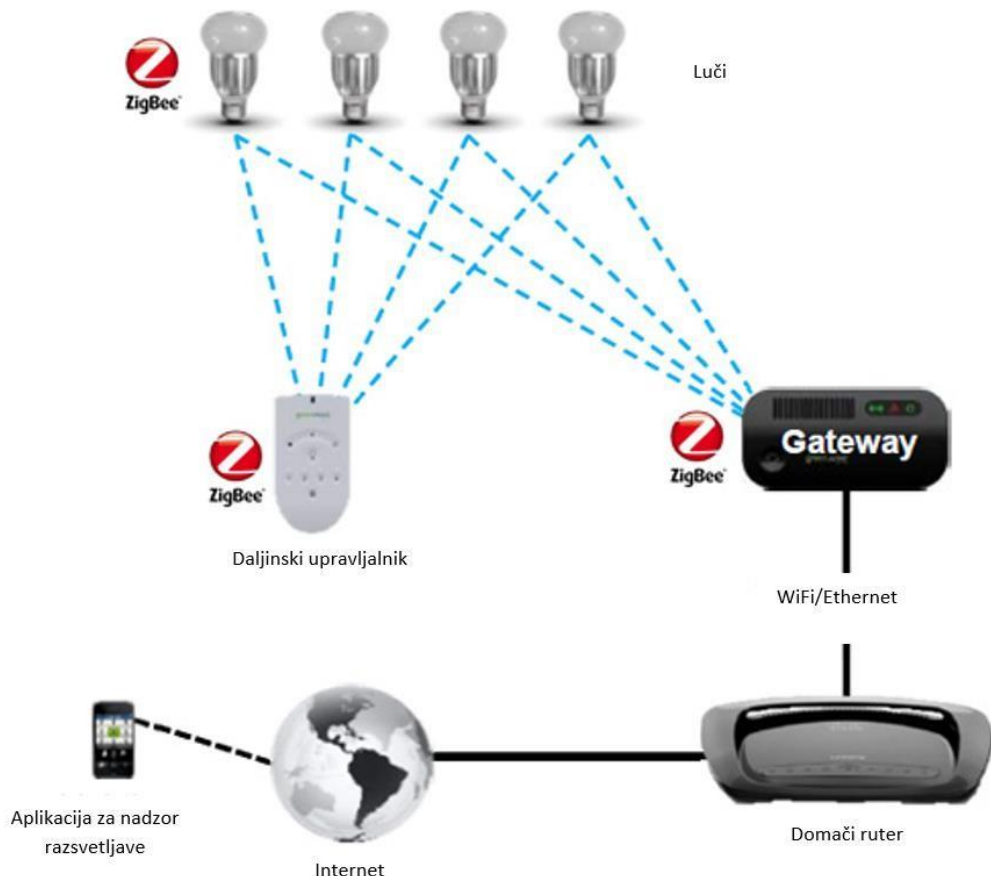 Luči
ZigBee
Gateway
ZigBee
ZigBee
Daljinski upravljalnik
WiFi/Ethernet
Aplikacija za nadzor
razsvetljave
Internet
Domači ruter